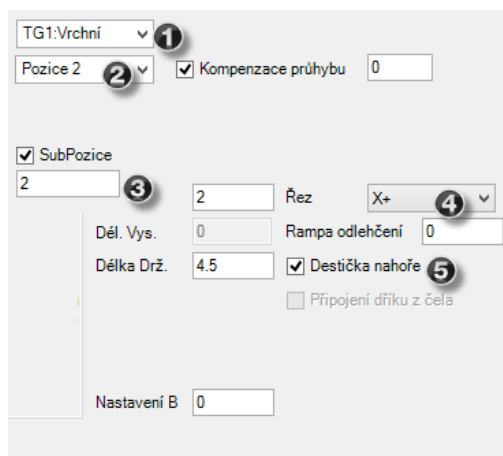 TG1:Vrchní 1
Pozice 2 2 Kompenzace průhybu 0
SubPozice
2 3
2 Řez X+ 4
Dél. Vys. 0 Rampa odlehčení 0
Délka Drž. 4.5 Destička nahoře 5
Připojení dříku z čela
Nastavení B 0